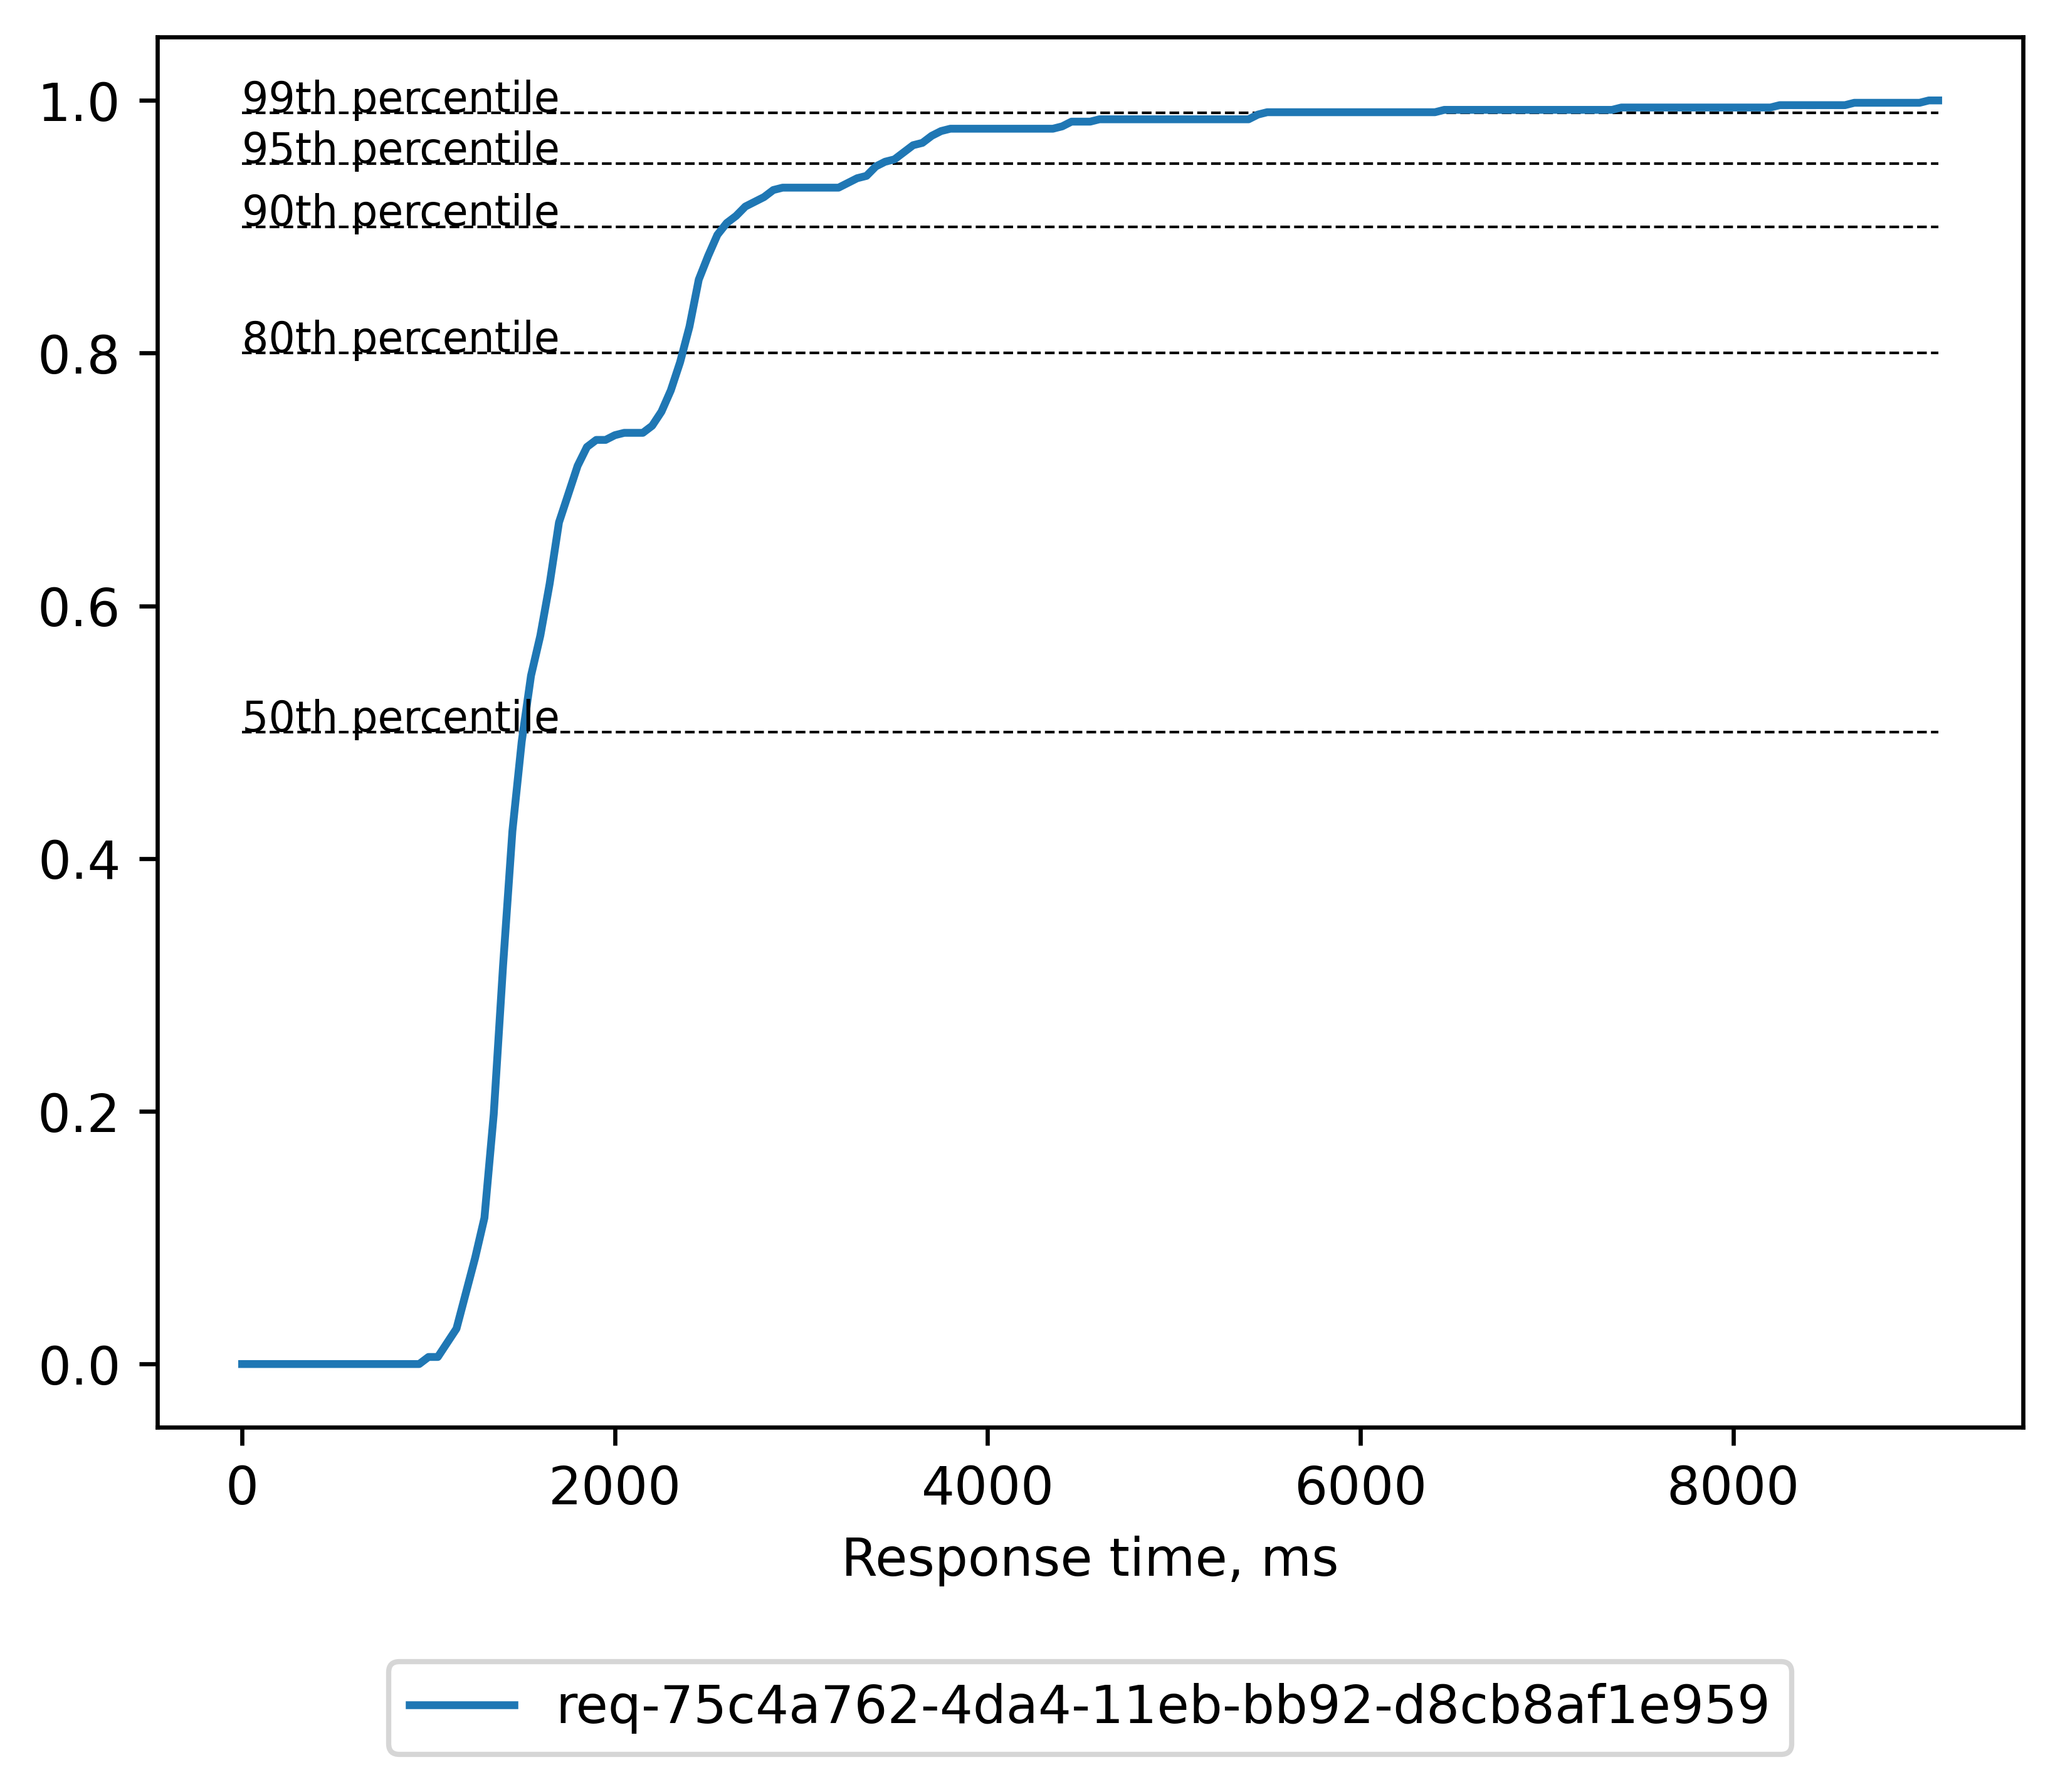 1.0
0.8
0.6
0.4
0.2
0.0
99th percentile
95th percentile
90th percentile
80th percentile
50th percentile
0 2000 4000 6000 8000
Response time, ms
req-75c4a762-4da4-11eb-bb92-d8cb8af1e959